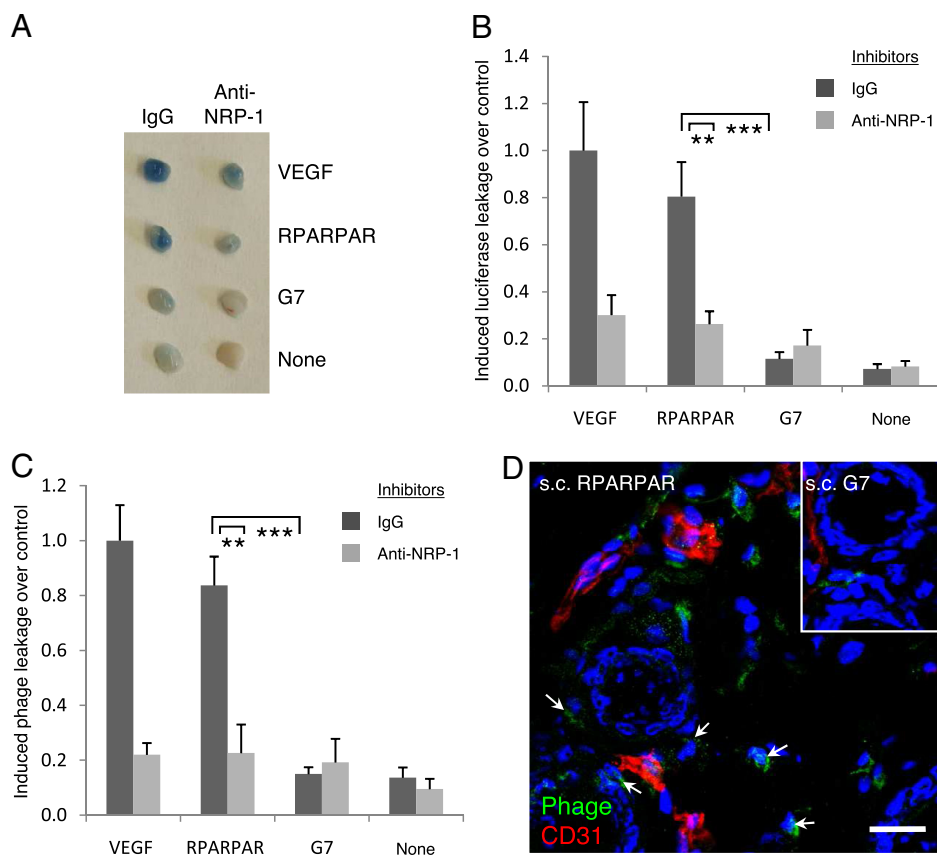 A
IgG
Anti-
NRP-1
VEGF
RPARPAR
G7
None
B
Induced luciferase leakage over control
1.4
1.2
1.0
0.8
0.6
0.4
0.2
0.0
Inhibitors
IgG
Anti-NRP-1
**
***
VEGF
RPARPAR
G7
None
C
Induced phage leakage over control
1.2
1.0
0.8
0.6
0.4
0.2
0.0
Inhibitors
IgG
Anti-NRP-1
**
***
VEGF
RPARPAR
G7
None
D
s.c. RPARPAR
s.c. G7
Phage
CD31